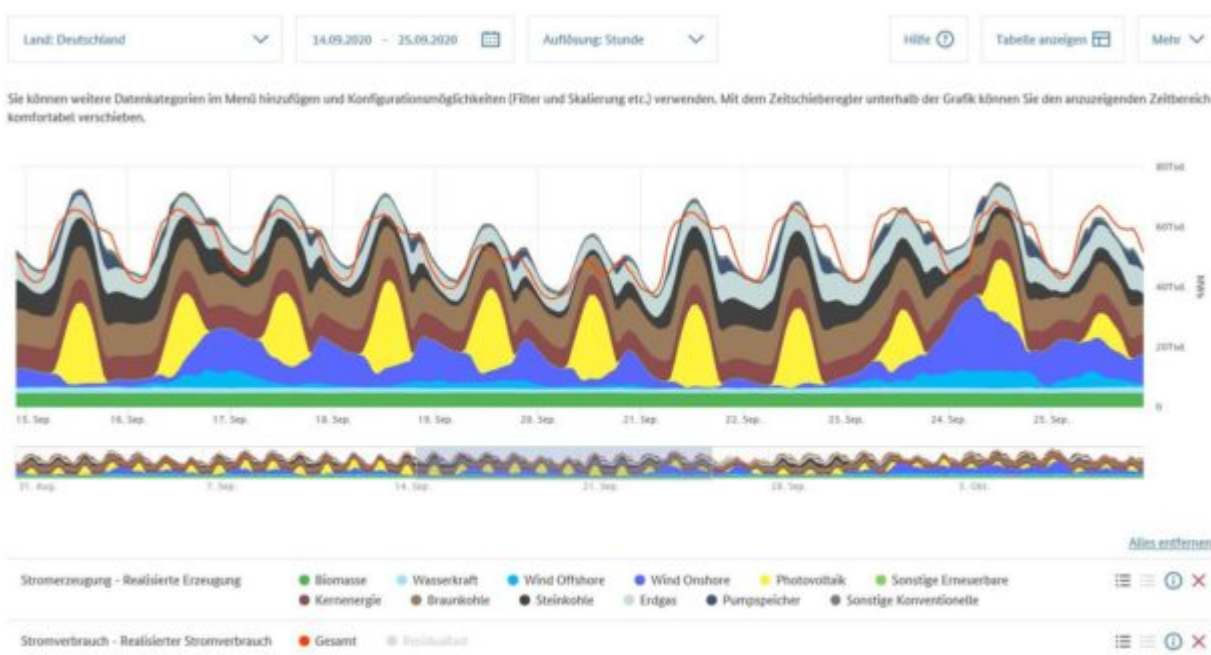 Land: Deutschland
14.09.2020 - 25.09.2020
Auflösung: Stunde
Hilfe
Tabelle anzeigen
Mehr
Sie können weitere Datenkategorien im Menü hinzufügen und Konfigurationsmöglichkeiten (Filter und Skalierung etc.) verwenden. Mit dem Zeitschieberegler unterhalb der Grafik können Sie den anzuzeigenden Zeitbereich
komfortabel verschieben.
80Tsd.
60Tsd.
40Tsd.
20Tsd.
0
MWh
15. Sep. 16. Sep. 17. Sep. 18. Sep. 19. Sep. 20. Sep. 21. Sep. 22. Sep. 23. Sep. 24. Sep. 25. Sep.
31. Aug. 7. Sep. 14. Sep. 21. Sep. 28. Sep. 5. Okt.
Alles entfernen
Stromerzeugung - Realisierte Erzeugung
Biomasse Wasserkraft Wind Offshore Wind Onshore Photovoltaik Sonstige Erneuerbare
Kernenergie Braunkohle Steinkohle Erdgas Pumpspeicher Sonstige Konventionelle
Stromverbrauch - Realisierter Stromverbrauch
Gesamt Residuallast